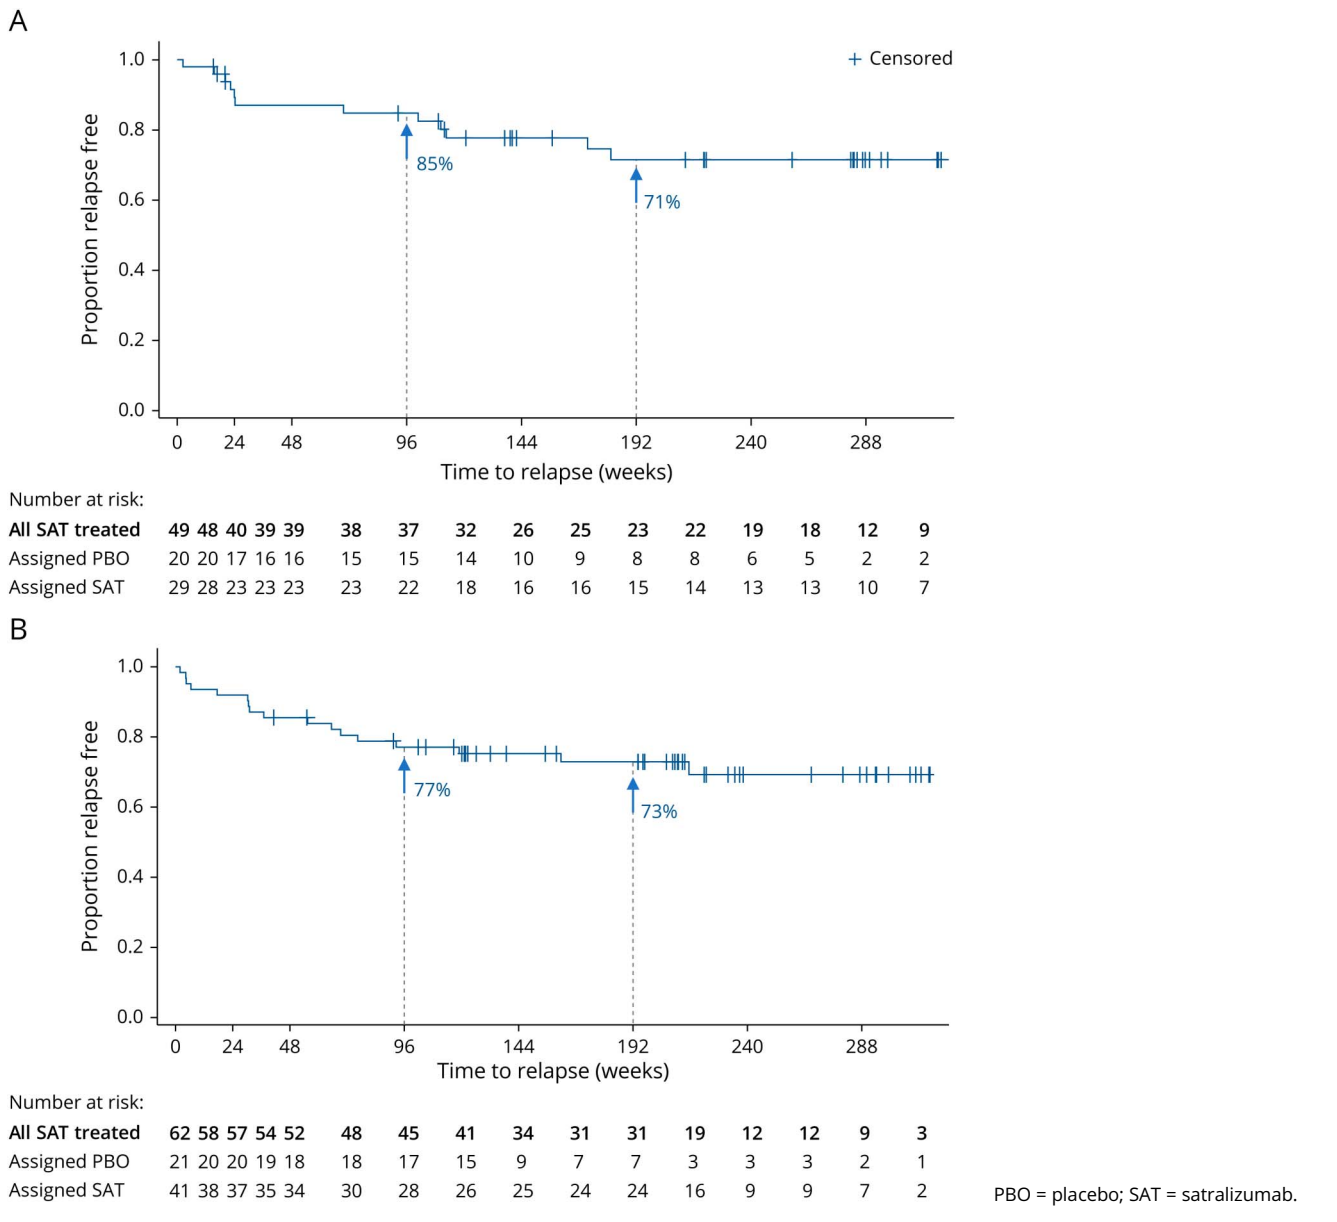 A
Censored
Proportion relapse free
1.0
0.8
0.6
0.4
0.2
0.0
85%
71%
0 24 48 96 144 192 240 288
Time to relapse (weeks)
Number at risk:
All SAT treated 49 48 40 39 39 38 37 32 26 25 23 22 19 18 12 9
Assigned PBO 20 20 17 16 16 15 15 14 10 9 8 8 6 5 2 2
Assigned SAT 29 28 23 23 23 23 22 18 16 16 15 14 13 13 10 7
B
Proportion relapse free
1.0
0.8
0.6
0.4
0.2
0.0
77%
73%
0 24 48 96 144 192 240 288
Time to relapse (weeks)
Number at risk:
All SAT treated 62 58 57 54 52 48 45 41 34 31 31 19 12 12 9 3
Assigned PBO 21 20 20 19 18 18 17 15 9 7 7 3 3 3 2 1
Assigned SAT 41 38 37 35 34 30 28 26 25 24 24 16 9 9 7 2
PBO = placebo; SAT = satralizumab.